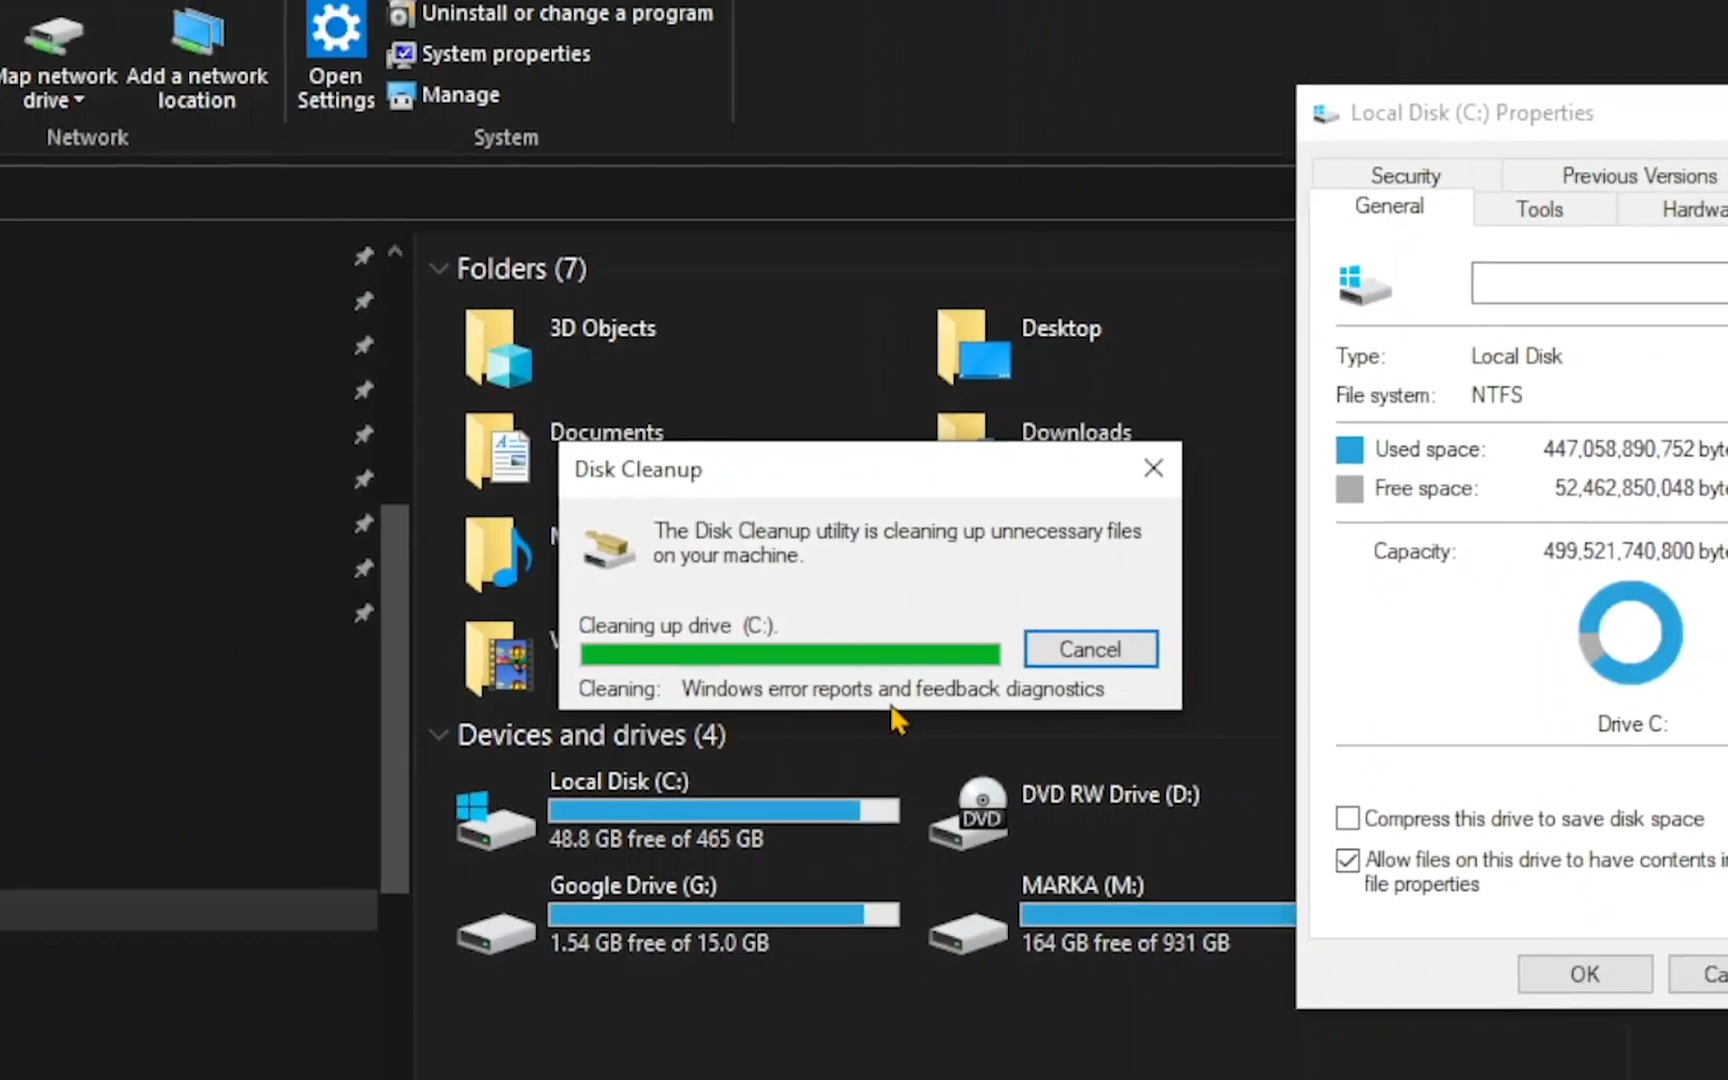 Uninstall or change a program
System properties
Manage
Map network
drive
Add a network
location
Open
Settings
Network
System
Local Disk (C:) Properties
Security
Previous Versions
General
Tools
Folders (7)
3D Objects
Desktop
Documents
Downloads
Disk Cleanup
The Disk Cleanup utility is cleaning up unnecessary files
on your machine.
Cleaning up drive (C:).
Cancel
Cleaning: Windows error reports and feedback diagnostics
Devices and drives (4)
Local Disk (C:)
48.8 GB free of 465 GB
DVD RW Drive (D:)
DVD
Google Drive (G:)
1.54 GB free of 15.0 GB
MARKA (M:)
164 GB free of 931 GB
Type: Local Disk
File system: NTFS
Used space: 447,058,890,752
Free space: 52,462,850,048
Capacity: 499,521,740,800
Drive C:
Compress this drive to save disk space
Allow files on this drive to have contents
file properties
OK